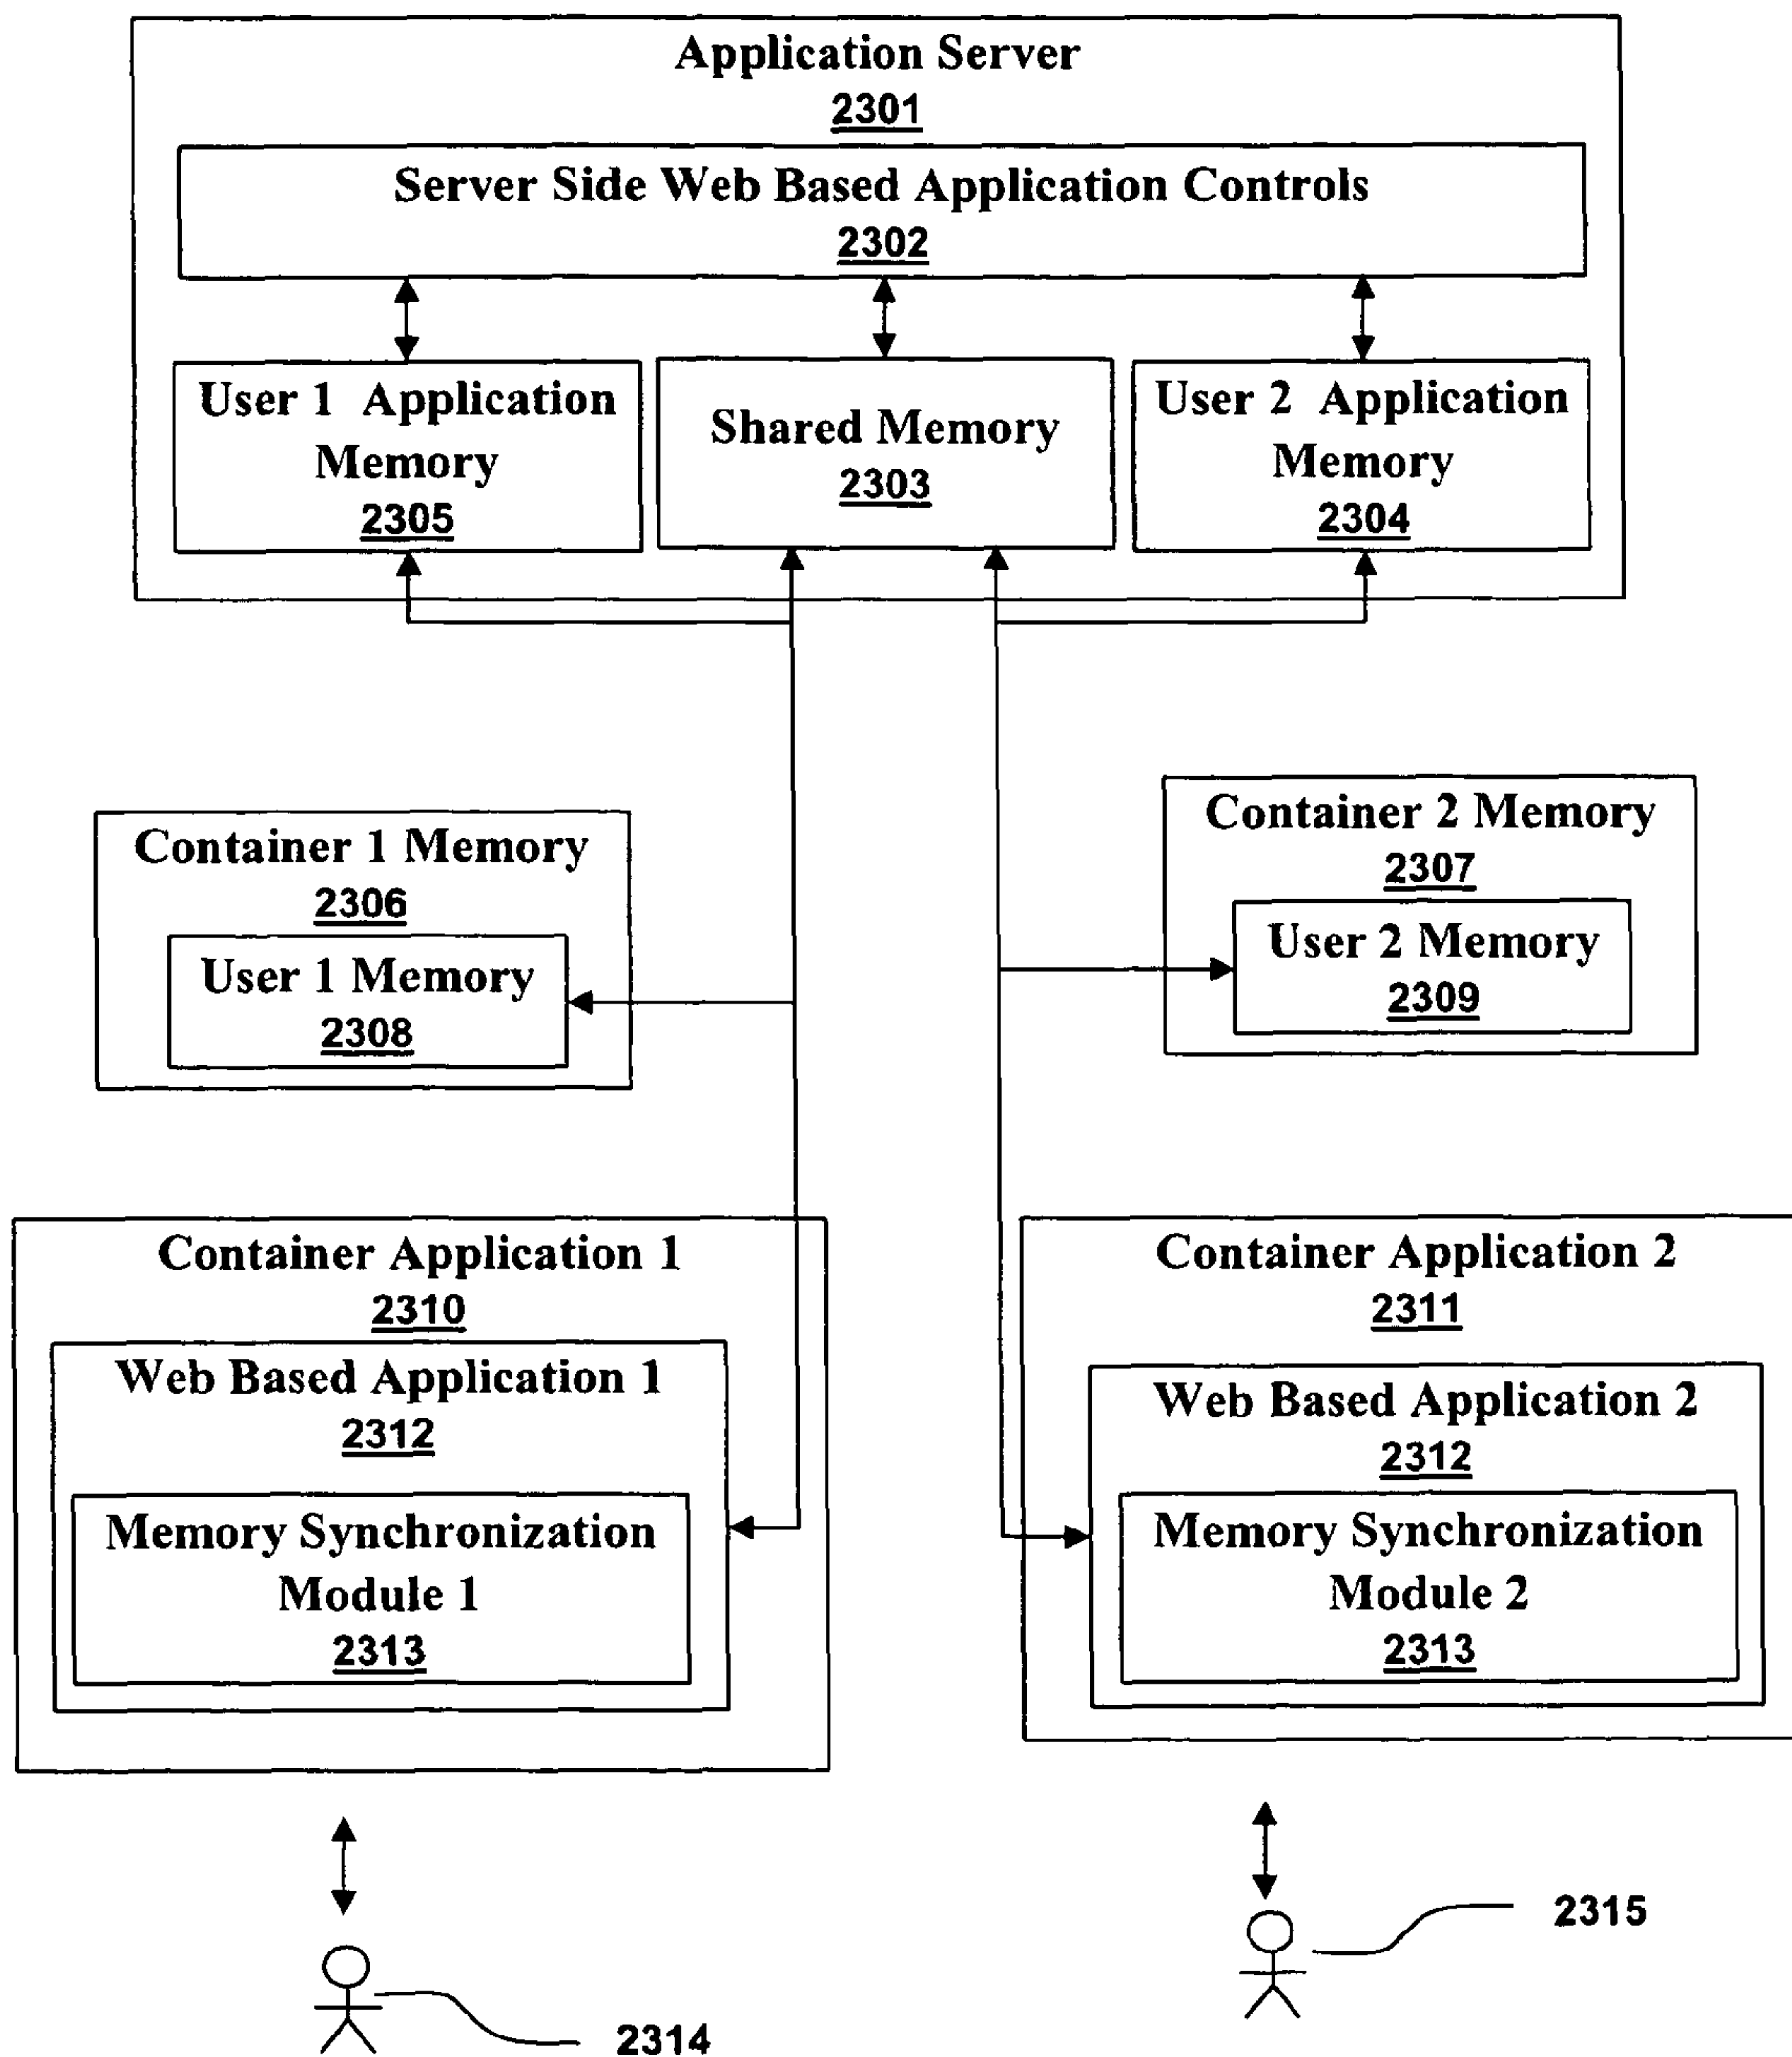 Application Server
2301
Server Side Web Based Application Controls
2302
User 1 Application
Memory
2305
Shared Memory
2303
User 2 Application
Memory
2304
Container 1 Memory
2306
User 1 Memory
2308
Container 2 Memory
2307
User 2 Memory
2309
Container Application 1
2310
Web Based Application 1
2312
Memory Synchronization
Module 1
2313
Container Application 2
2311
Web Based Application 2
2312
Memory Synchronization
Module 2
2313
2314
2315